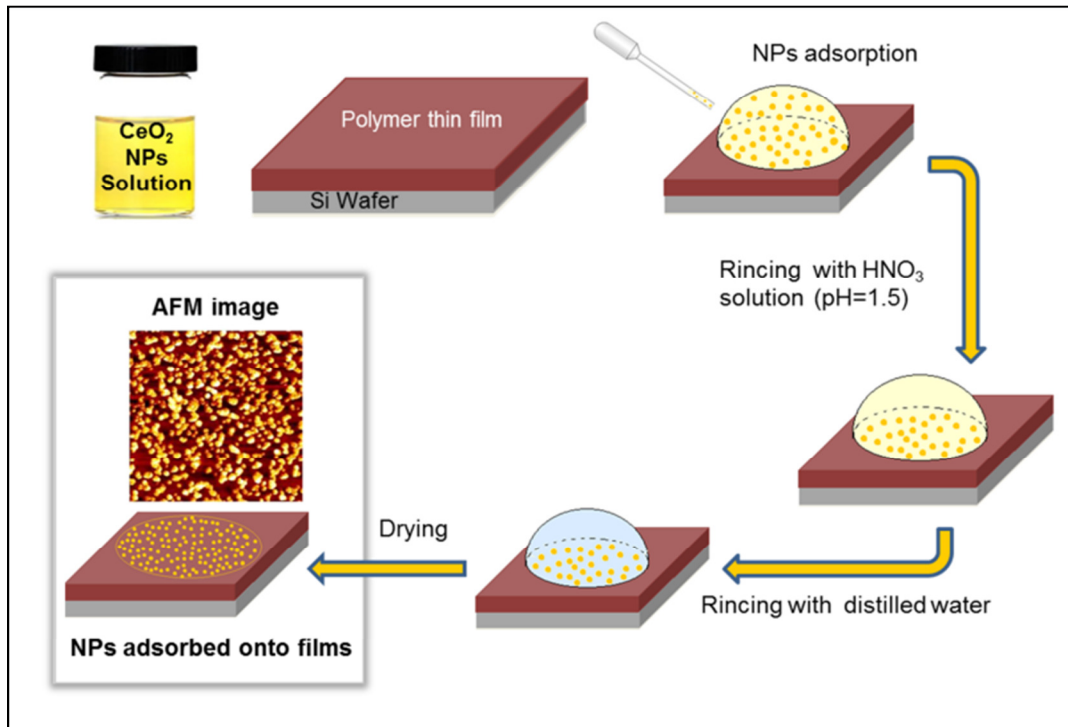 CeO₂
NPs
Solution
Polymer thin film
Si Wafer
NPs adsorption
Rincing with HNO₃
solution (pH=1.5)
Rincing with distilled water
Drying
AFM image
NPs adsorbed onto films